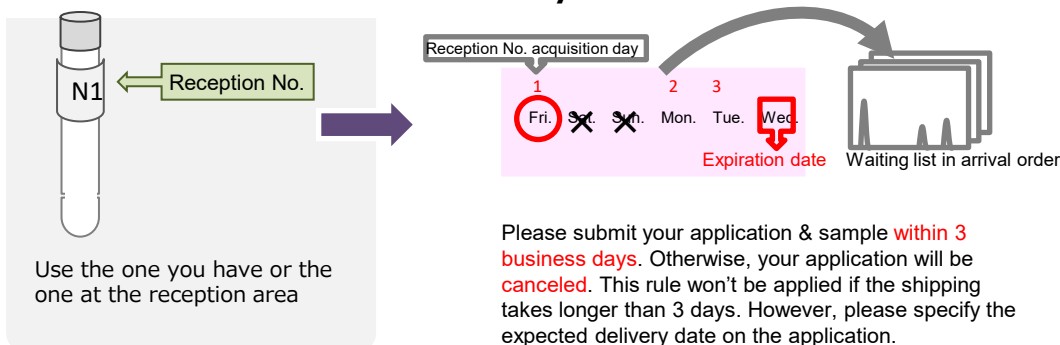 N1
Reception No.
Use the one you have or the
one at the reception area
Reception No. acquisition day
1 2 3
Fri. Sat. Sun. Mon. Tue. Wed.
Expiration date
Waiting list in arrival order
Please submit your application & sample within 3
business days. Otherwise, your application will be
canceled. This rule won't be applied if the shipping
takes longer than 3 days. However, please specify the
expected delivery date on the application.